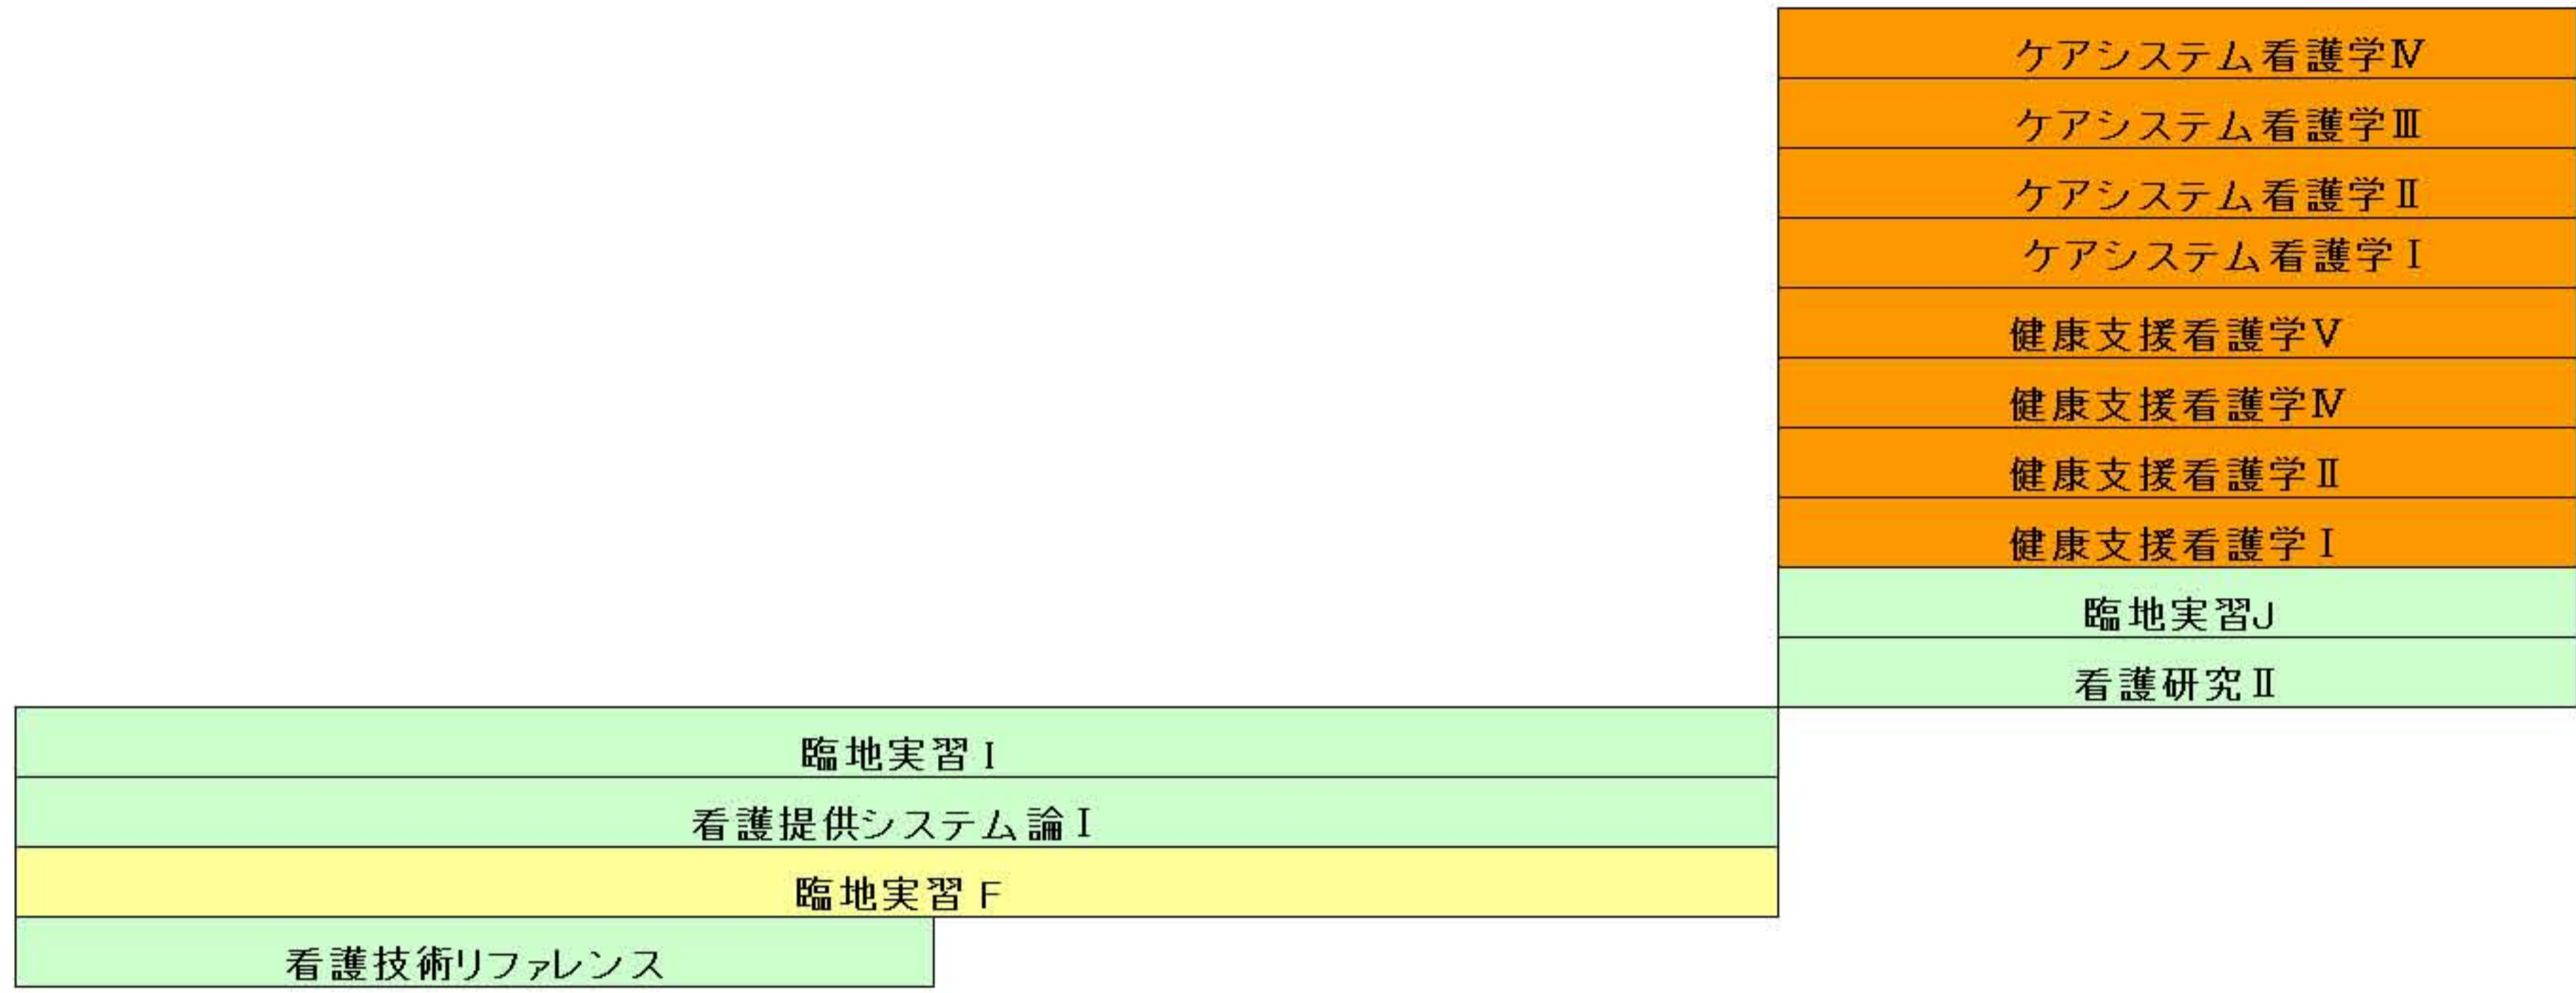 ケアシステム看護学Ⅳ
ケアシステム看護学Ⅲ
ケアシステム看護学Ⅱ
ケアシステム看護学Ⅰ
健康支援看護学Ⅴ
健康支援看護学Ⅳ
健康支援看護学Ⅱ
健康支援看護学Ⅰ
臨地実習J
看護研究Ⅱ
臨地実習I
看護提供システム論Ⅰ
臨地実習F
看護技術リファレンス